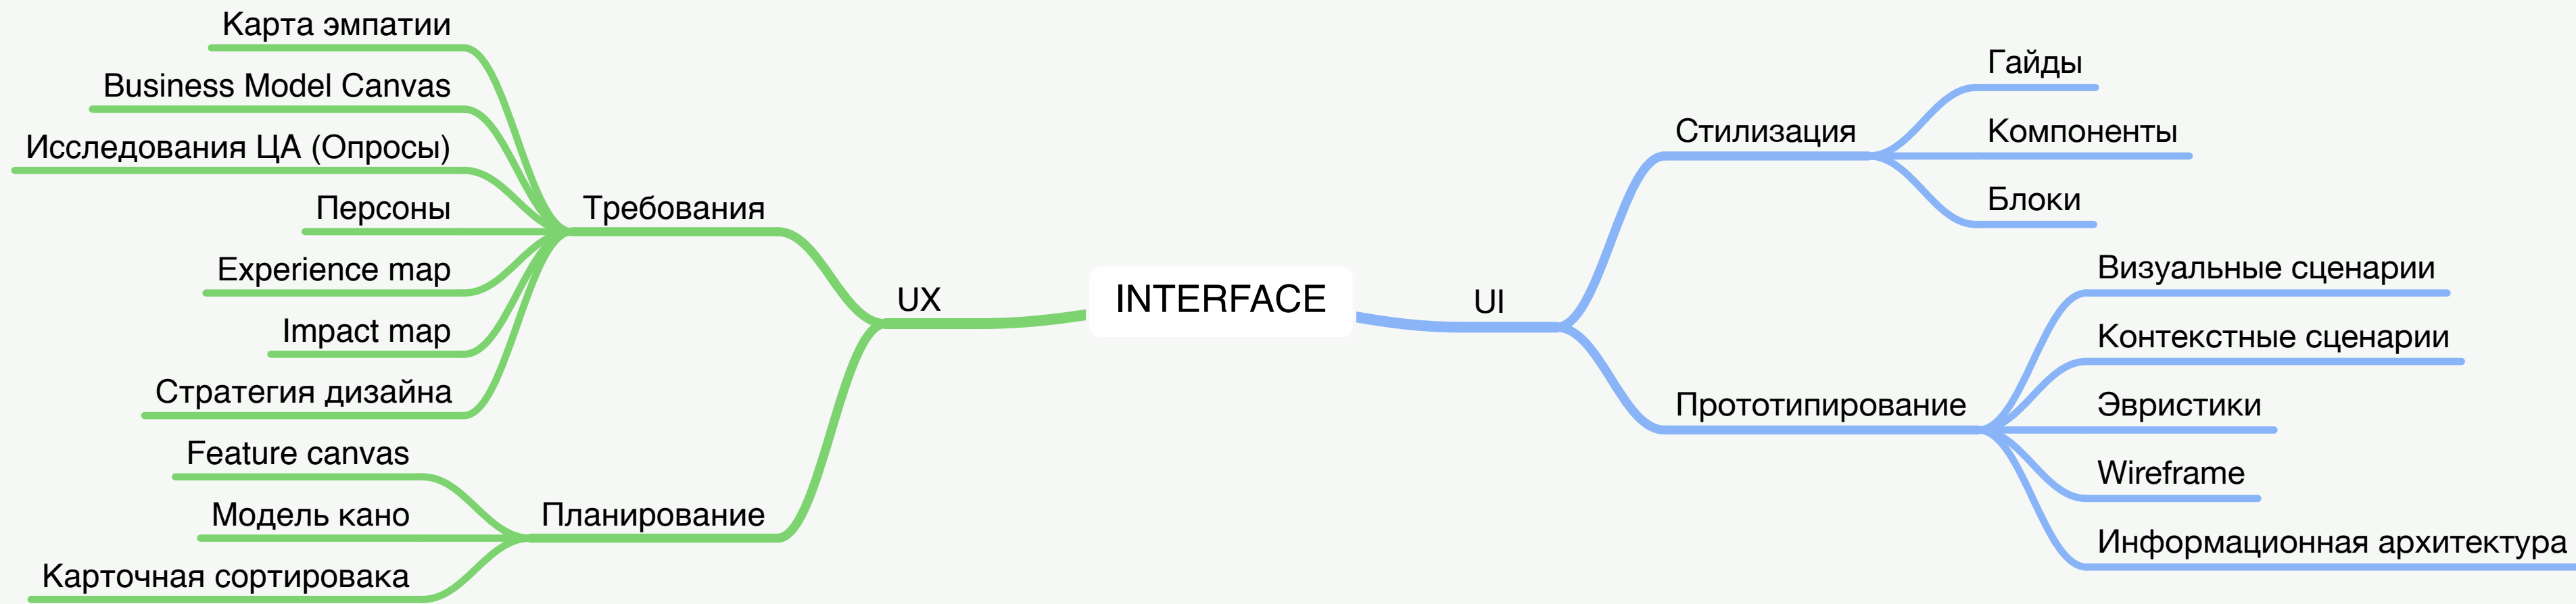 Карта эмпатии
Business Model Canvas
Исследования ЦА (Опросы)
Персоны
Experience map
Impact map
Стратегия дизайна
Требования
Feature canvas
Модель кано
Карточная сортировака
Планирование
UX
INTERFACE
UI
Стилизация
Гайды
Компоненты
Блоки
Прототипирование
Визуальные сценарии
Контекстные сценарии
Эвристики
Wireframe
Информационная архитектура